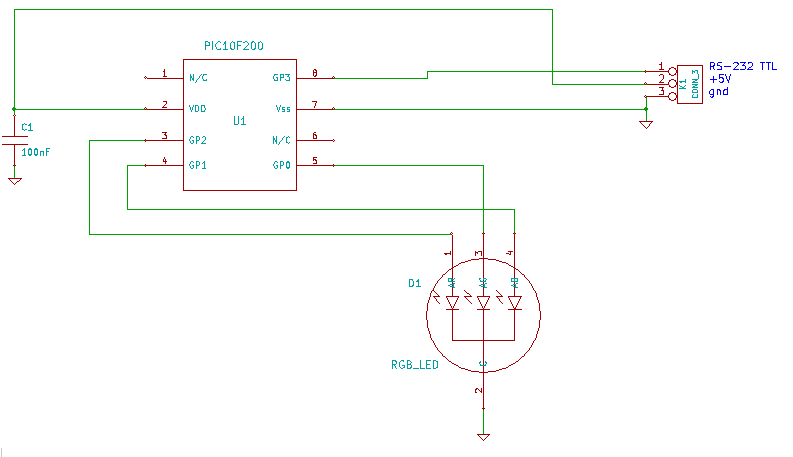 PIC10F200
1 N/C GP3 8
2 VDD Vss 7
U1
3 GP2 N/C 6
4 GP1 GP0 5
C1
100nF
1 RS-232 TTL
2 +5V
3 gnd
K1
CONN_3
1 3 4
D1
AR AG AB
RGB_LED
C
2